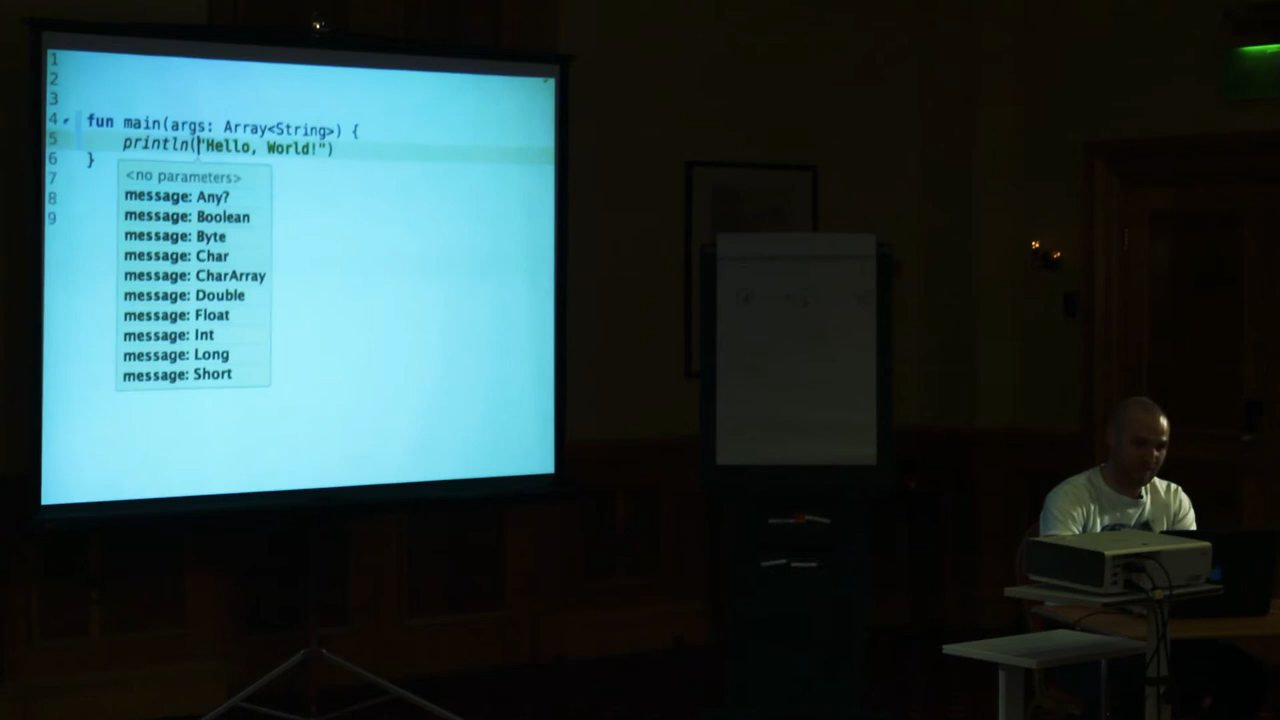 1
2
3
4 fun main(args: Array<String>) {
5 println("Hello, World!")
6 }
7
8
9
<no parameters>
message: Any?
message: Boolean
message: Byte
message: Char
message: CharArray
message: Double
message: Float
message: Int
message: Long
message: Short